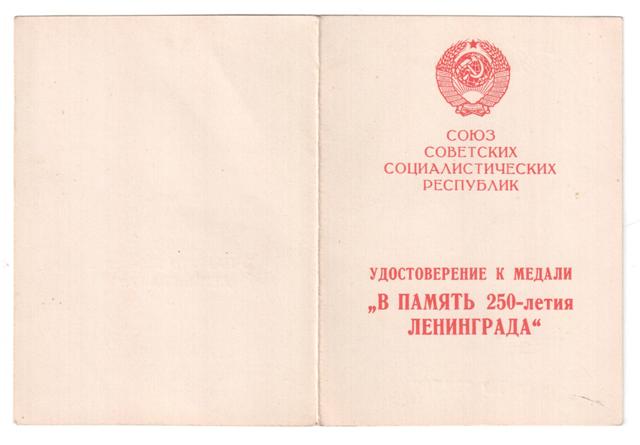 СОЮЗ
СОВЕТСКИХ
СОЦИАЛИСТИЧЕСКИХ
РЕСПУБЛИК
УДОСТОВЕРЕНИЕ К МЕДАЛИ
„В ПАМЯТЬ 250-летия
ЛЕНИНГРАДА“